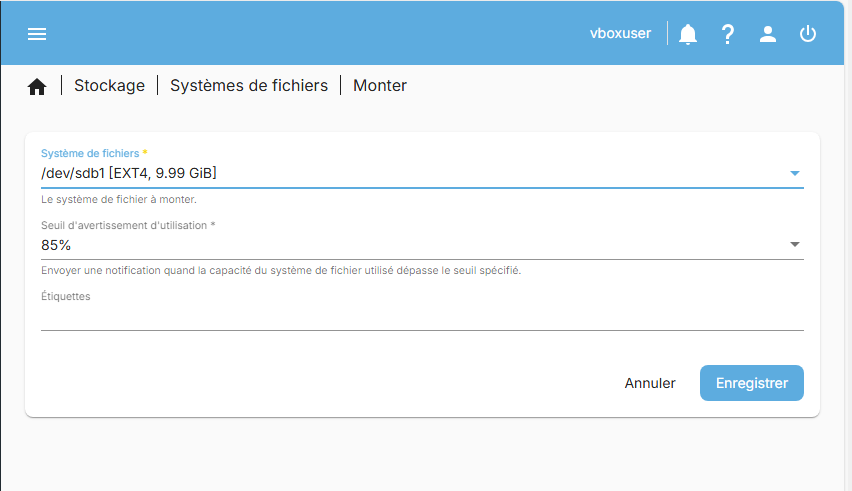 vboxuser
Stockage | Systèmes de fichiers | Monter
Système de fichiers *
/dev/sdb1 [EXT4, 9.99 GiB]
Le système de fichier à monter.
Seuil d'avertissement d'utilisation *
85%
Envoyer une notification quand la capacité du système de fichier utilisé dépasse le seuil spécifié.
Étiquettes
Annuler Enregistrer